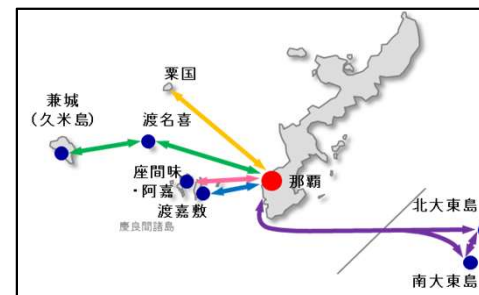 粟国
兼城
(久米島)
渡名喜
座間味
・阿嘉
渡嘉敷
慶良間諸島
那覇
北大東島
南大東島